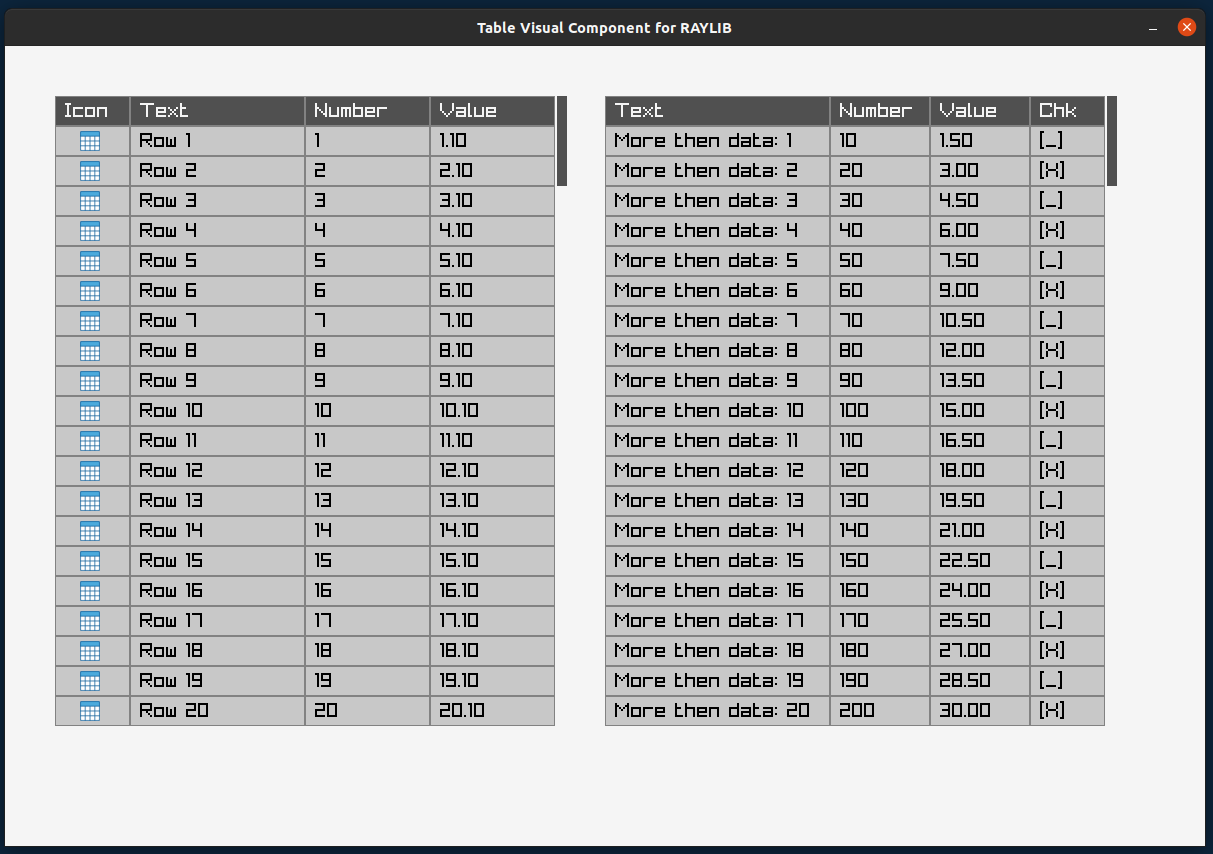 Table Visual Component for RAYLIB
Icon Text Number Value Text Number Value Chk
Row 1 1 1.10 More then data: 1 10 1.50 [_]
Row 2 2 2.10 More then data: 2 20 3.00 [X]
Row 3 3 3.10 More then data: 3 30 4.50 [_]
Row 4 4 4.10 More then data: 4 40 6.00 [X]
Row 5 5 5.10 More then data: 5 50 7.50 [_]
Row 6 6 6.10 More then data: 6 60 9.00 [X]
Row 7 7 7.10 More then data: 7 70 10.50 [_]
Row 8 8 8.10 More then data: 8 80 12.00 [X]
Row 9 9 9.10 More then data: 9 90 13.50 [_]
Row 10 10 10.10 More then data: 10 100 15.00 [X]
Row 11 11 11.10 More then data: 11 110 16.50 [_]
Row 12 12 12.10 More then data: 12 120 18.00 [X]
Row 13 13 13.10 More then data: 13 130 19.50 [_]
Row 14 14 14.10 More then data: 14 140 21.00 [X]
Row 15 15 15.10 More then data: 15 150 22.50 [_]
Row 16 16 16.10 More then data: 16 160 24.00 [X]
Row 17 17 17.10 More then data: 17 170 25.50 [_]
Row 18 18 18.10 More then data: 18 180 27.00 [X]
Row 19 19 19.10 More then data: 19 190 28.50 [_]
Row 20 20 20.10 More then data: 20 200 30.00 [X]